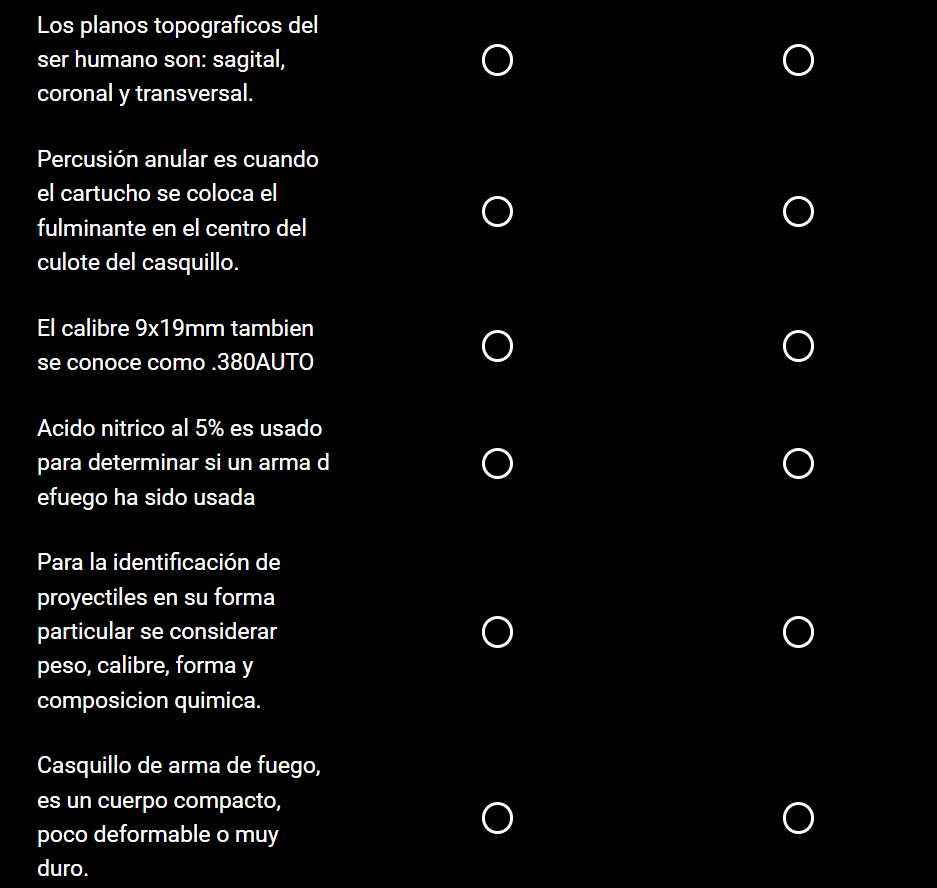 Los planos topograficos del
ser humano son: sagital,
coronal y transversal.
Percusión anular es cuando
el cartucho se coloca el
fulminante en el centro del
culote del casquillo.
El calibre 9x19mm tambien
se conoce como .380AUTO
Acido nitrico al 5% es usado
para determinar si un arma d
efuego ha sido usada
Para la identificación de
proyectiles en su forma
particular se considerar
peso, calibre, forma y
composicion quimica.
Casquillo de arma de fuego,
es un cuerpo compacto,
poco deformable o muy
duro.